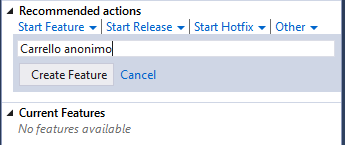 Recommended actions
Start Feature Start Release Start Hotfix Other
Carrello anonimo
Create Feature Cancel
Current Features
No features available